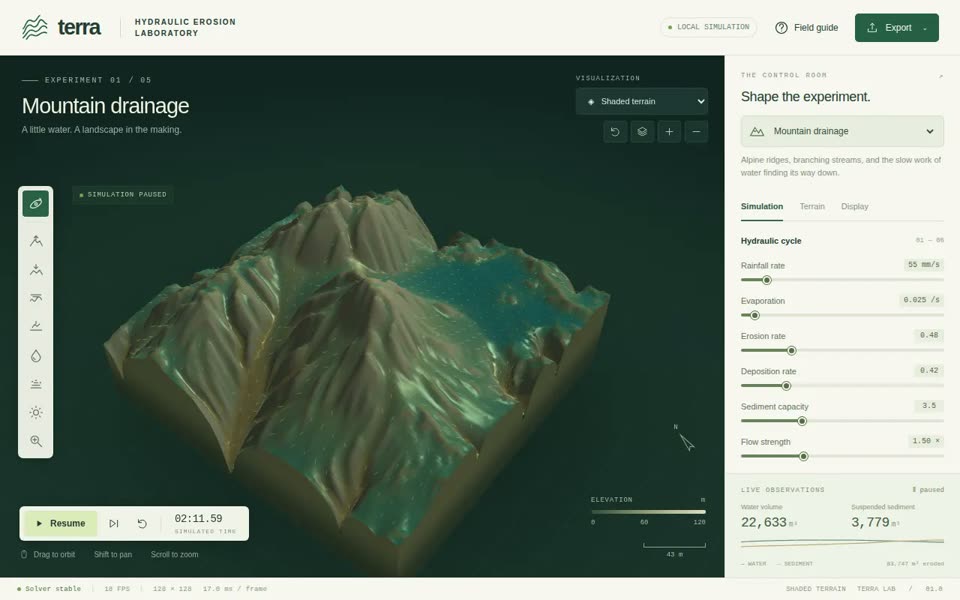 terra
HYDRAULIC EROSION
LABORATORY
LOCAL SIMULATION
Field guide
Export
EXPERIMENT 01 / 05
Mountain drainage
A little water. A landscape in the making.
VISUALIZATION
Shaded terrain
SIMULATION PAUSED
N
ELEVATION m
0 60 120
43 m
Resume
02:11.59
SIMULATED TIME
Drag to orbit Shift to pan Scroll to zoom
THE CONTROL ROOM
Shape the experiment.
Mountain drainage
Alpine ridges, branching streams, and the slow work of
water finding its way down.
Simulation Terrain Display
Hydraulic cycle 01 — 06
Rainfall rate 55 mm/s
Evaporation 0.025 /s
Erosion rate 0.48
Deposition rate 0.42
Sediment capacity 3.5
Flow strength 1.50 ×
LIVE OBSERVATIONS paused
Water volume Suspended sediment
22,633 m³ 3,779 m³
— WATER — SEDIMENT 83,747 m³ eroded
Solver stable 18 FPS 128 × 128 17.0 ms / frame
SHADED TERRAIN TERRA LAB / 01.0